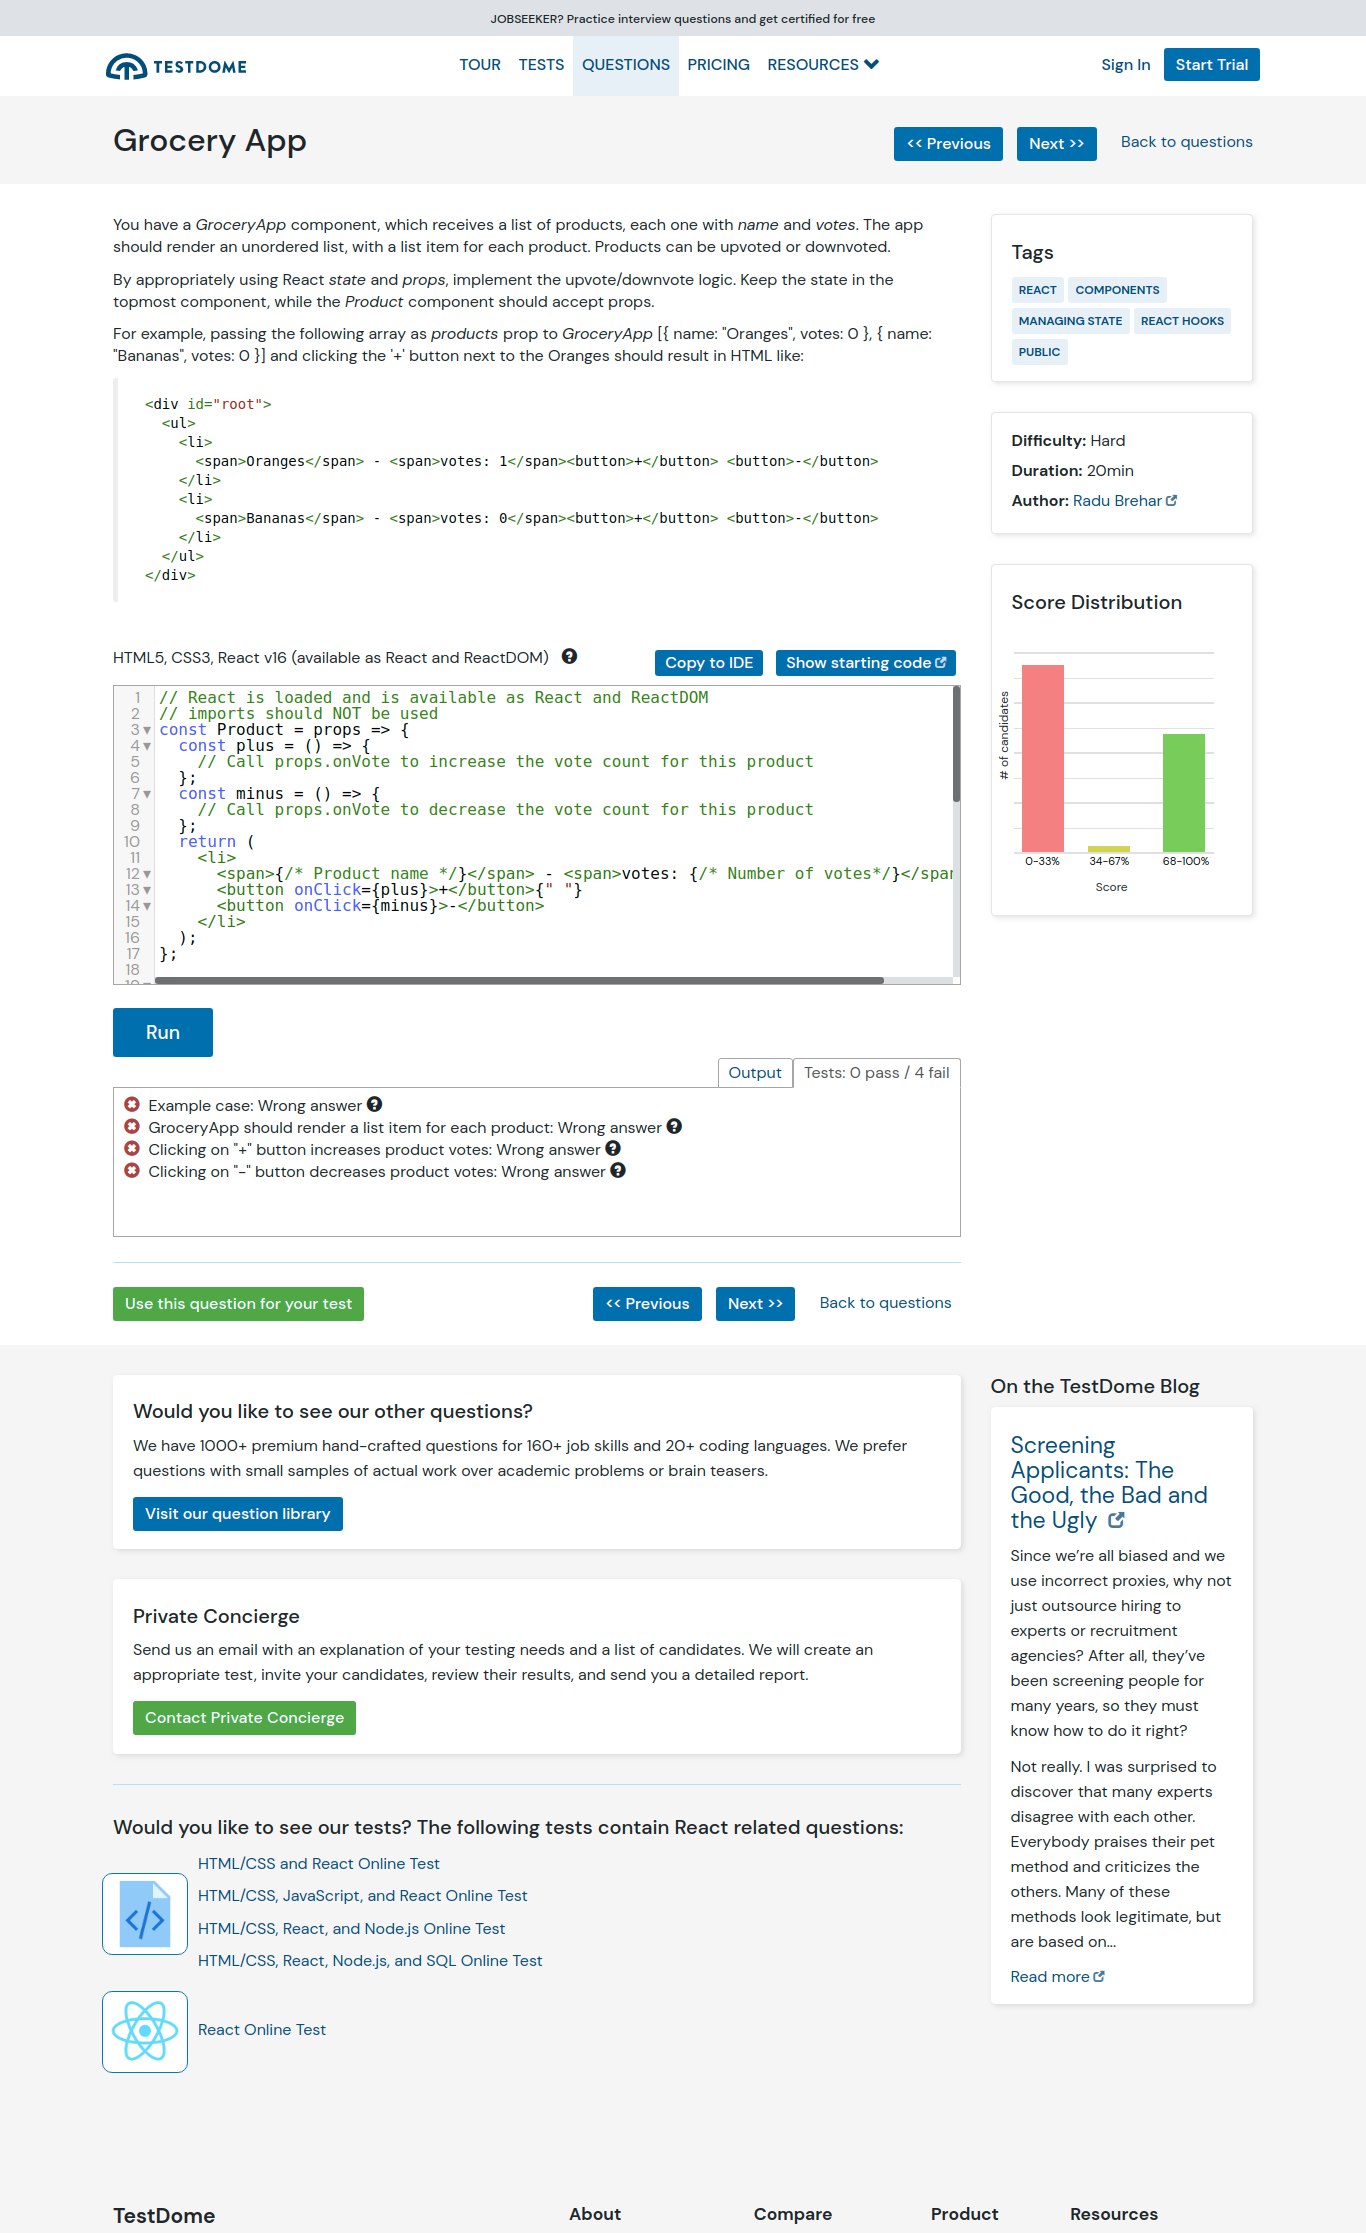 JOBSEEKER? Practice interview questions and get certified for free
TESTDOME
TOUR TESTS QUESTIONS PRICING RESOURCES
Sign In Start Trial
Grocery App
<< Previous Next >> Back to questions
You have a GroceryApp component, which receives a list of products, each one with name and votes. The app
should render an unordered list, with a list item for each product. Products can be upvoted or downvoted.
By appropriately using React state and props, implement the upvote/downvote logic. Keep the state in the
topmost component, while the Product component should accept props.
For example, passing the following array as products prop to GroceryApp [{ name: "Oranges", votes: 0 }, { name:
"Bananas", votes: 0 }] and clicking the '+' button next to the Oranges should result in HTML like:
<div id="root">
  <ul>
    <li>
      <span>Oranges</span> - <span>votes: 1</span><button>+</button> <button>-</button>
    </li>
    <li>
      <span>Bananas</span> - <span>votes: 0</span><button>+</button> <button>-</button>
    </li>
  </ul>
</div>
HTML5, CSS3, React v16 (available as React and ReactDOM) ?
Copy to IDE Show starting code
1 // React is loaded and is available as React and ReactDOM
2 // imports should NOT be used
3 const Product = props => {
4   const plus = () => {
5     // Call props.onVote to increase the vote count for this product
6   };
7   const minus = () => {
8     // Call props.onVote to decrease the vote count for this product
9   };
10   return (
11     <li>
12       <span>{/* Product name */}</span> - <span>votes: {/* Number of votes*/}</span
13       <button onClick={plus}>+</button>{" "}
14       <button onClick={minus}>-</button>
15     </li>
16   );
17 };
18
Run
Output Tests: 0 pass / 4 fail
Example case: Wrong answer ?
GroceryApp should render a list item for each product: Wrong answer ?
Clicking on "+" button increases product votes: Wrong answer ?
Clicking on "-" button decreases product votes: Wrong answer ?
Use this question for your test
<< Previous Next >> Back to questions
Tags
REACT COMPONENTS
MANAGING STATE REACT HOOKS
PUBLIC
Difficulty: Hard
Duration: 20min
Author: Radu Brehar
Score Distribution
# of candidates
0-33% 34-67% 68-100%
Score
Would you like to see our other questions?
We have 1000+ premium hand-crafted questions for 160+ job skills and 20+ coding languages. We prefer
questions with small samples of actual work over academic problems or brain teasers.
Visit our question library
Private Concierge
Send us an email with an explanation of your testing needs and a list of candidates. We will create an
appropriate test, invite your candidates, review their results, and send you a detailed report.
Contact Private Concierge
Would you like to see our tests? The following tests contain React related questions:
HTML/CSS and React Online Test
HTML/CSS, JavaScript, and React Online Test
HTML/CSS, React, and Node.js Online Test
HTML/CSS, React, Node.js, and SQL Online Test
React Online Test
On the TestDome Blog
Screening
Applicants: The
Good, the Bad and
the Ugly
Since we’re all biased and we
use incorrect proxies, why not
just outsource hiring to
experts or recruitment
agencies? After all, they’ve
been screening people for
many years, so they must
know how to do it right?
Not really. I was surprised to
discover that many experts
disagree with each other.
Everybody praises their pet
method and criticizes the
others. Many of these
methods look legitimate, but
are based on...
Read more
TestDome About Compare Product Resources